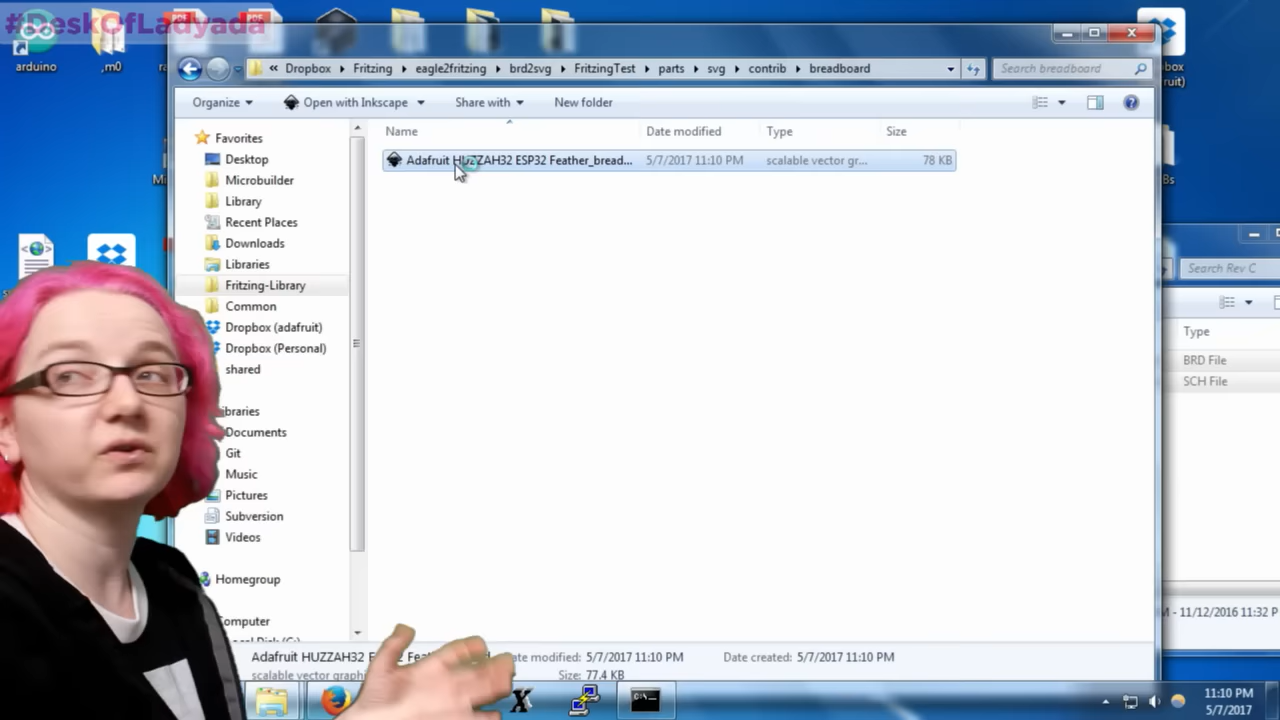 #DeskOfLadyada
arduino
,m0
« Dropbox Fritzing eagle2fritzing brd2svg FritzingTest parts svg contrib breadboard
Search breadboard
Organize
Open with Inkscape
Share with
New folder
Name
Date modified
Type
Size
Adafruit HUZZAH32 ESP32 Feather_bread...
5/7/2017 11:10 PM
scalable vector gr...
78 KB
Favorites
Desktop
Microbuilder
Library
Recent Places
Downloads
Libraries
Fritzing-Library
Common
Dropbox (adafruit)
Dropbox (Personal)
shared
ibraries
Documents
Git
Music
Pictures
Subversion
Videos
Homegroup
omputer
Search Rev C
Type
BRD File
SCH File
M - 11/12/2016 11:32 P
Adafruit HUZZAH32 E
Date modified: 5/7/2017 11:10 PM
Date created: 5/7/2017 11:10 PM
scalable vector graph
Size: 77.4 KB
11:10 PM
5/7/2017